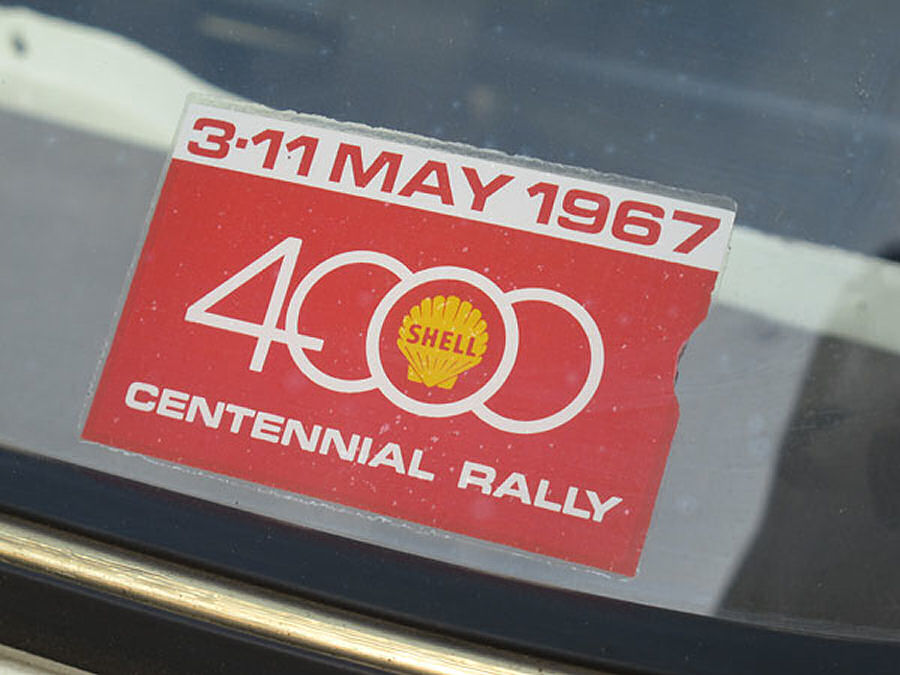 3·11 MAY 1967
4000
SHELL
CENTENNIAL RALLY